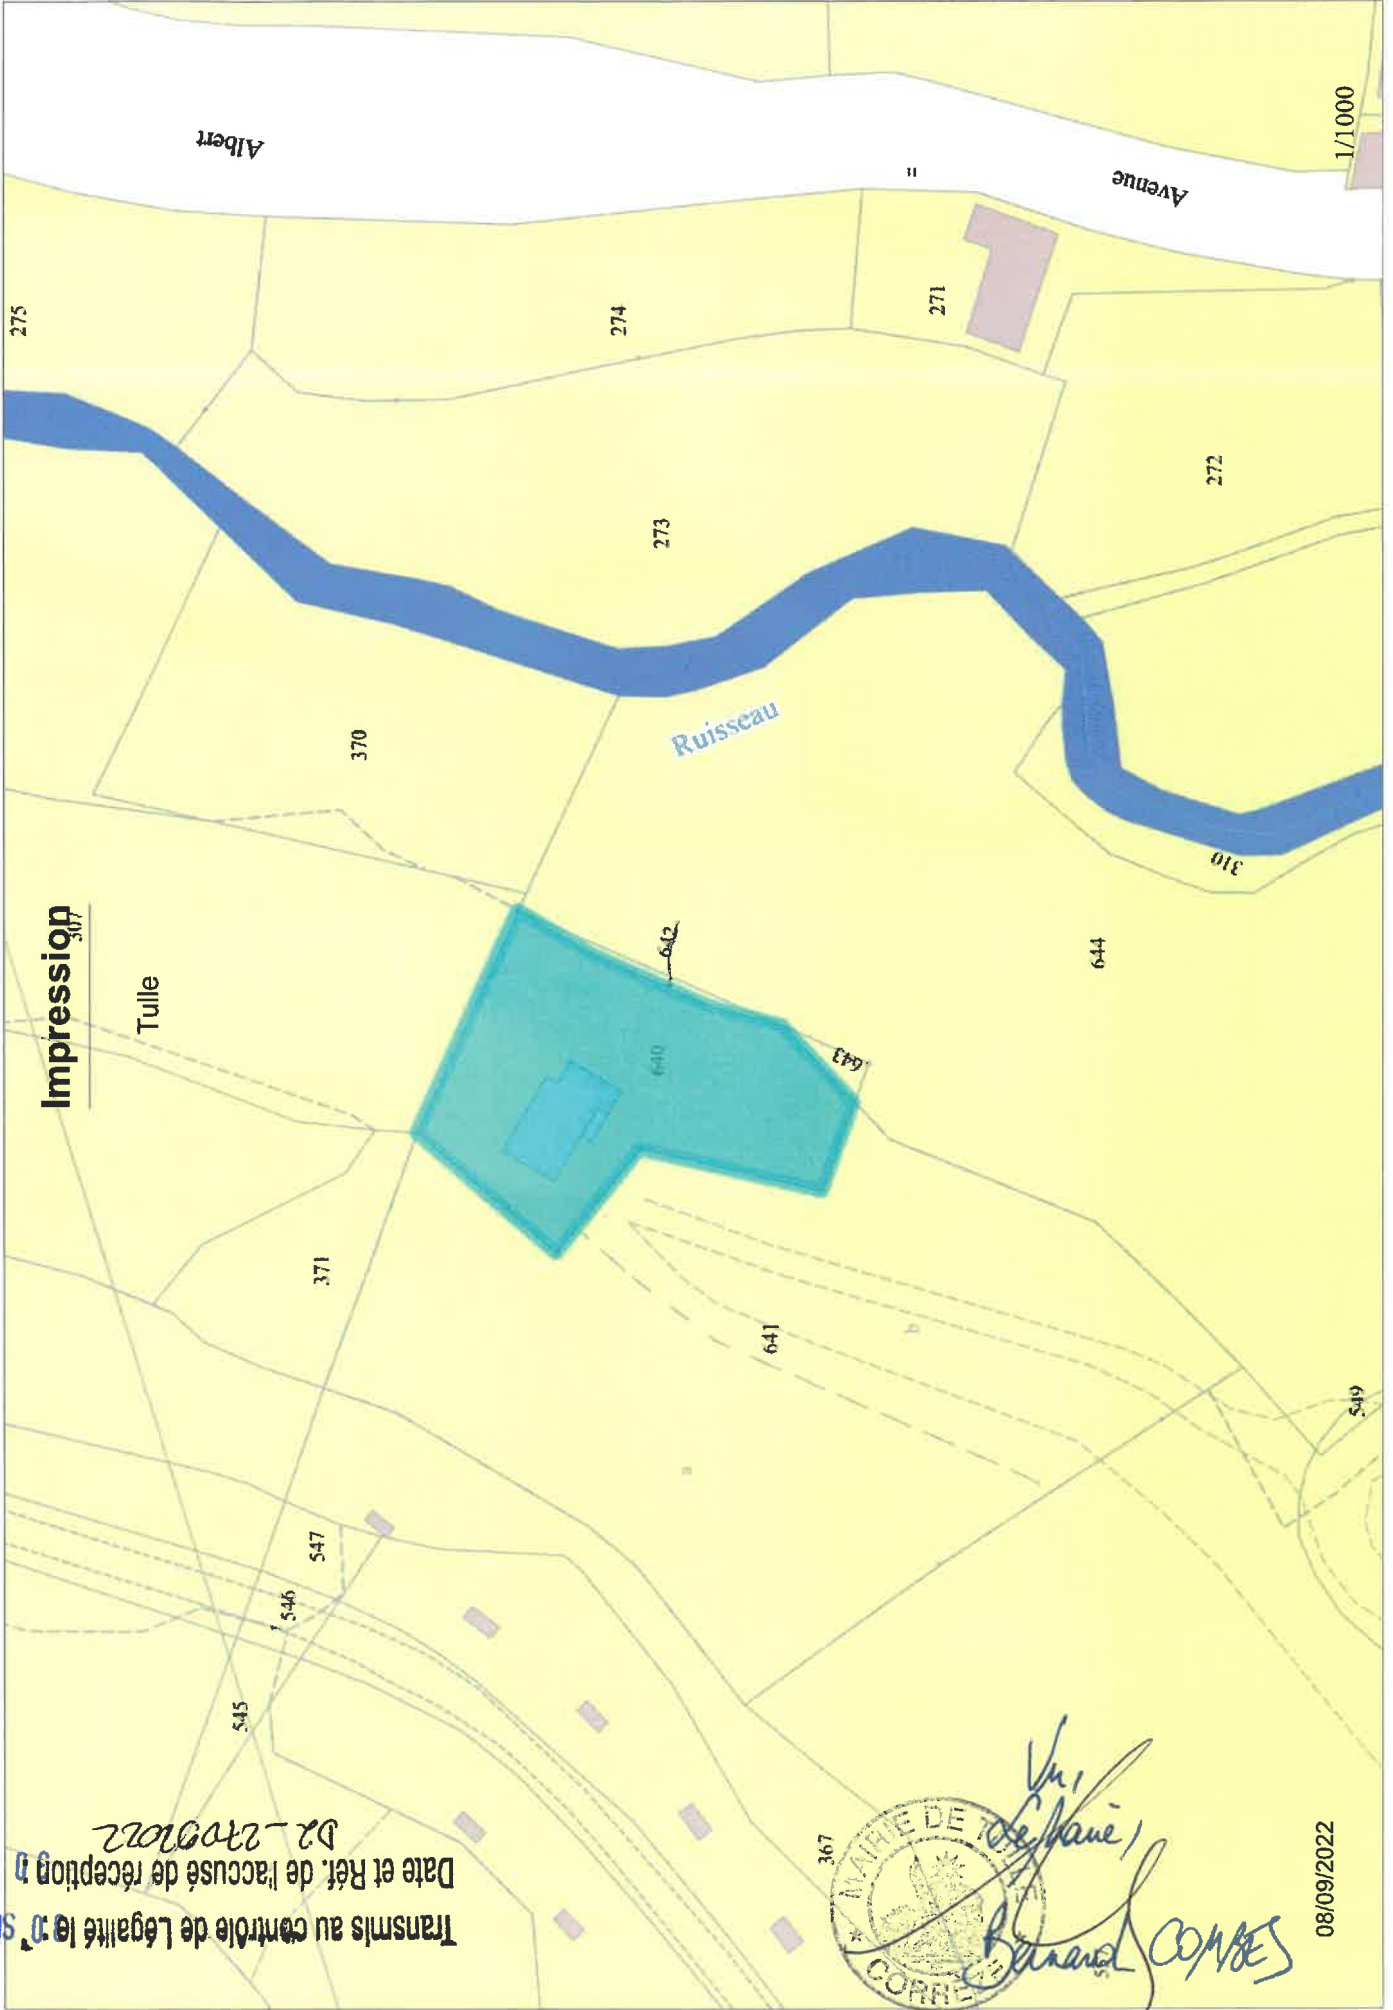 Impression
307
Tulle
275
274
271
Albert
=
Avenue
1/1000
273
272
370
Ruisseau
310
642
640
643
644
371
641
b
a
549
547
546
545
367
Transmis au contrôle de Légalité le :
Date et Réf. de l'accusé de réception :
D2-27092022
MAIRIE DE TULLE
CORRÈZE
Vu,
Le Maire,
Bernard COMBES
08/09/2022